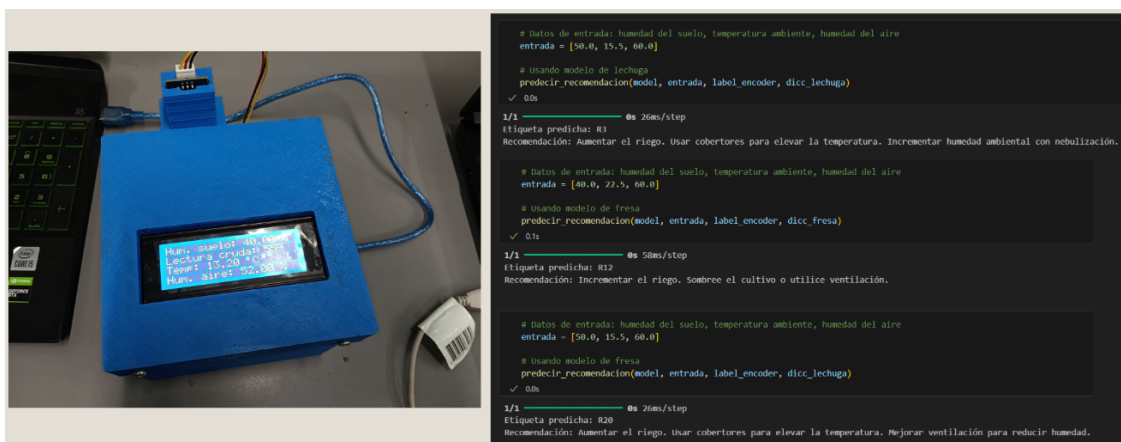 Hum. suelo: 40.00
Lectura cruda:
Temp: 13.20 °C
Hum. aire: 52.00
intel
CORE i5
# Datos de entrada: humedad del suelo, temperatura ambiente, humedad del aire
entrada = [50.0, 15.5, 60.0]
# Usando modelo de lechuga
predecir_recomendacion(model, entrada, label_encoder, dicc_lechuga)
✓ 0.0s
1/1 0s 26ms/step
Etiqueta predicha: R3
Recomendación: Aumentar el riego. Usar cobertores para elevar la temperatura. Incrementar humedad ambiental con nebulización.
# Datos de entrada: humedad del suelo, temperatura ambiente, humedad del aire
entrada = [40.0, 22.5, 60.0]
# Usando modelo de fresa
predecir_recomendacion(model, entrada, label_encoder, dicc_fresa)
✓ 0.1s
1/1 0s 58ms/step
Etiqueta predicha: R12
Recomendación: Incrementar el riego. Sombree el cultivo o utilice ventilación.
# Datos de entrada: humedad del suelo, temperatura ambiente, humedad del aire
entrada = [50.0, 15.5, 60.0]
# Usando modelo de fresa
predecir_recomendacion(model, entrada, label_encoder, dicc_lechuga)
✓ 0.0s
1/1 0s 26ms/step
Etiqueta predicha: R20
Recomendación: Aumentar el riego. Usar cobertores para elevar la temperatura. Mejorar ventilación para reducir humedad.